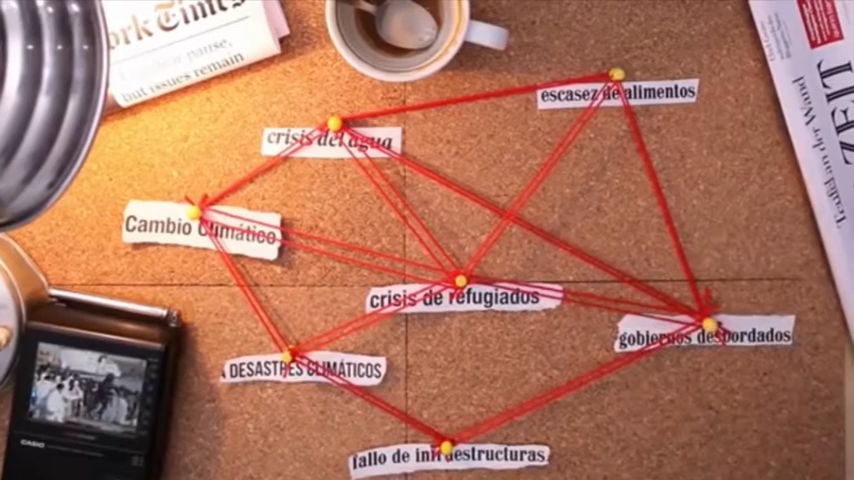 ork Times
pause,
but issues remain
escasez de alimentos
crisis del agua
Cambio Climático
crisis de refugiados
gobiernos desbordados
DESASTRES CLIMÁTICOS
fallo de infraestructuras
CASIO
ZEIT